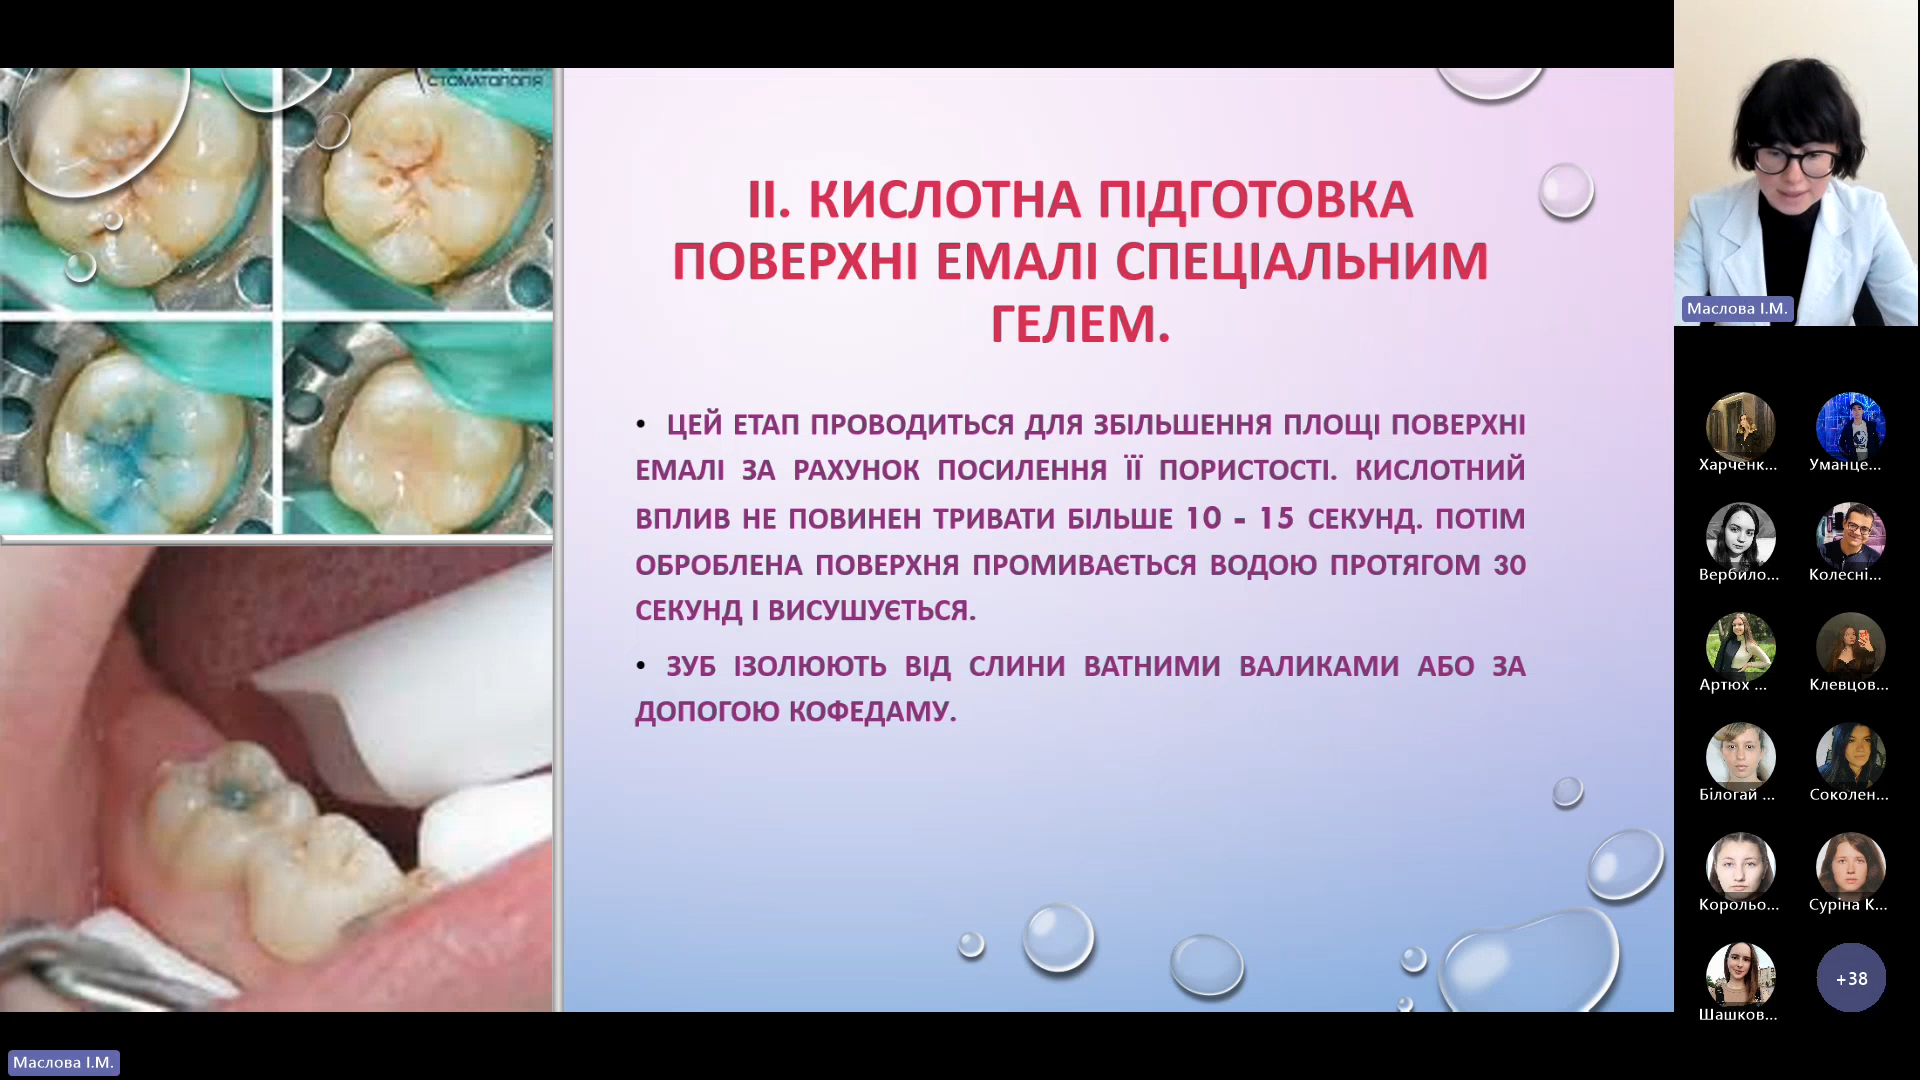 СТОМАТОЛОГІЯ
ІІ. КИСЛОТНА ПІДГОТОВКА
ПОВЕРХНІ ЕМАЛІ СПЕЦІАЛЬНИМ
ГЕЛЕМ.
• ЦЕЙ ЕТАП ПРОВОДИТЬСЯ ДЛЯ ЗБІЛЬШЕННЯ ПЛОЩІ ПОВЕРХНІ
ЕМАЛІ ЗА РАХУНОК ПОСИЛЕННЯ ЇЇ ПОРИСТОСТІ. КИСЛОТНИЙ
ВПЛИВ НЕ ПОВИНЕН ТРИВАТИ БІЛЬШЕ 10 - 15 СЕКУНД. ПОТІМ
ОБРОБЛЕНА ПОВЕРХНЯ ПРОМИВАЄТЬСЯ ВОДОЮ ПРОТЯГОМ 30
СЕКУНД І ВИСУШУЄТЬСЯ.
• ЗУБ ІЗОЛЮЮТЬ ВІД СЛИНИ ВАТНИМИ ВАЛИКАМИ АБО ЗА
ДОПОГОЮ КОФЕДАМУ.
Маслова І.М.
Харченк...
Уманце...
Вербило...
Колесні...
Артюх ...
Клевцов...
Білогай ...
Соколен...
Корольо...
Суріна К...
Шашков...
+38
Маслова І.М.